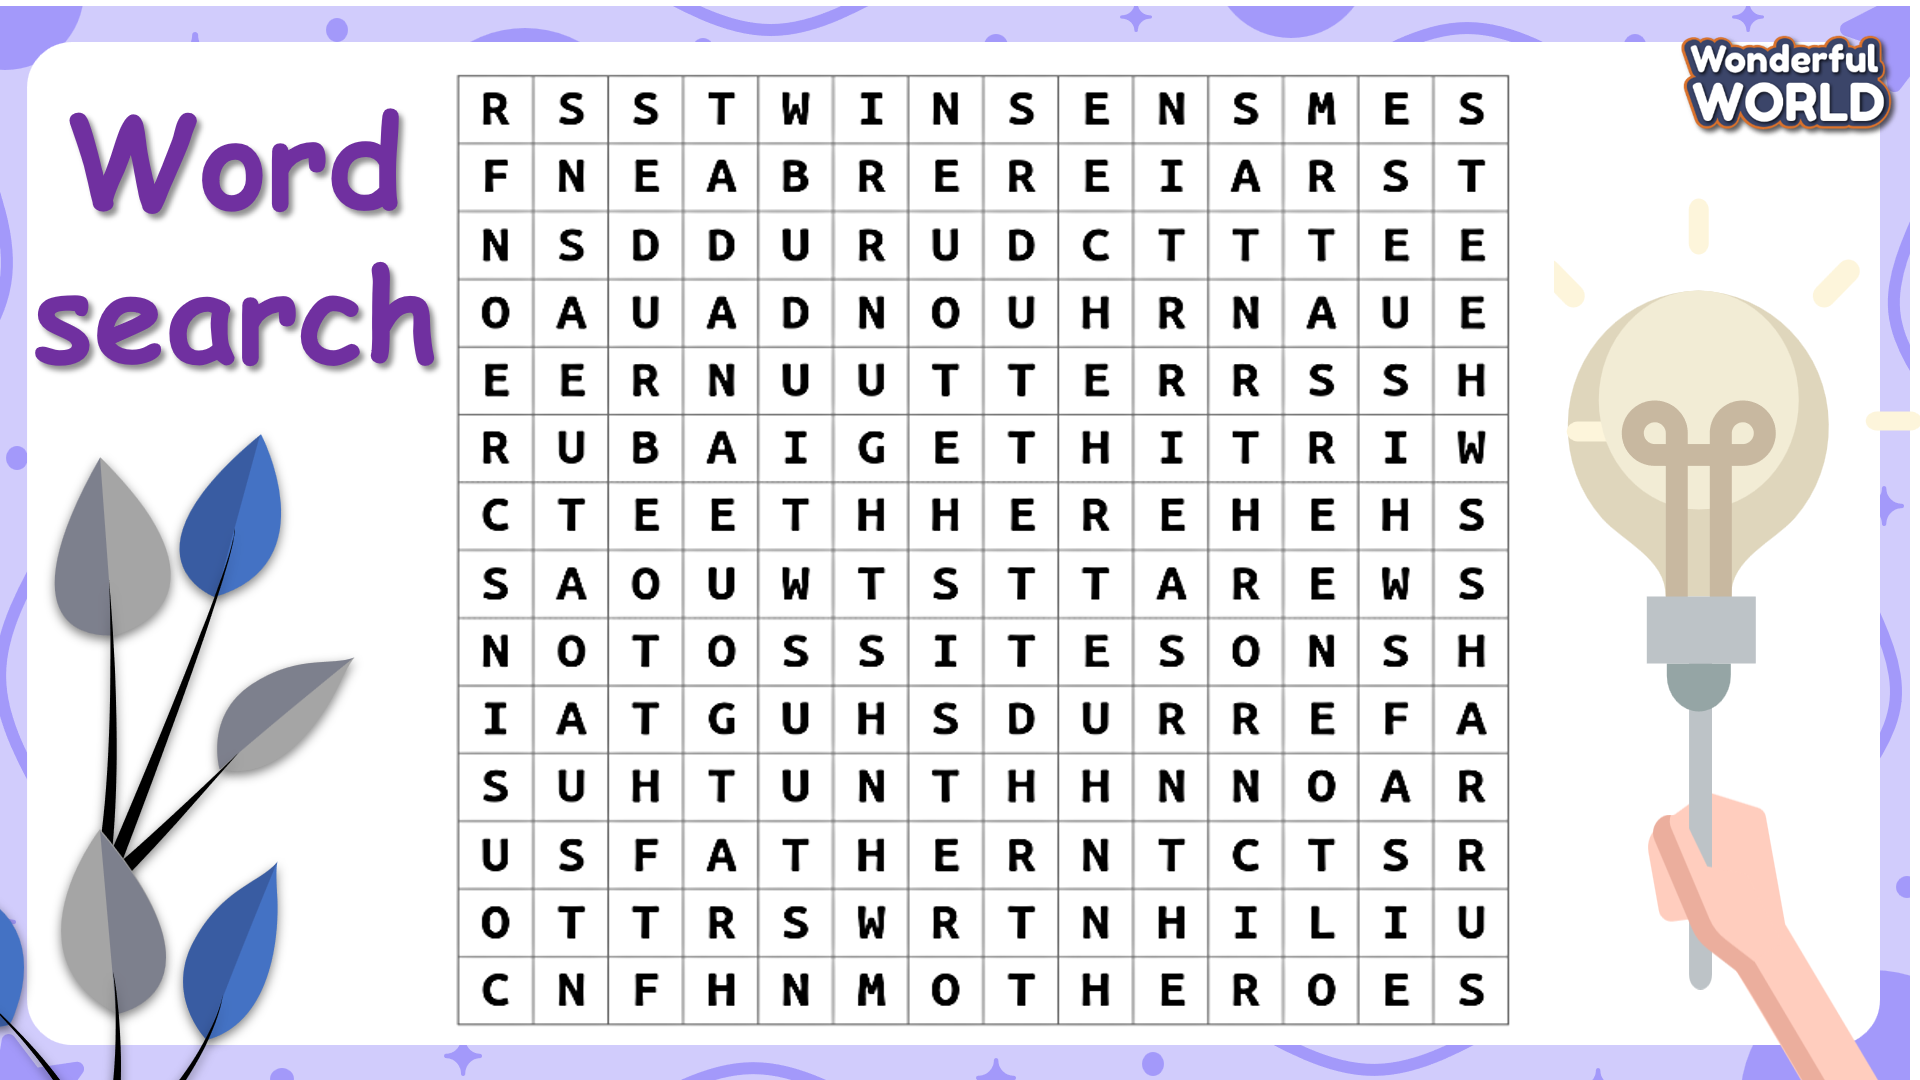 Word
search
Wonderful
WORLD
R S S T W I N S E N S M E S
F N E A B R E R E I A R S T
N S D D U R U D C T T T E E
O A U A D N O U H R N A U E
E E R N U U T T E R R S S H
R U B A I G E T H I T R I W
C T E E T H H E R E H E H S
S A O U W T S T T A R E W S
N O T O S S I T E S O N S H
I A T G U H S D U R R E F A
S U H T U N T H H N N O A R
U S F A T H E R N T C T S R
O T T R S W R T N H I L I U
C N F H N M O T H E R O E S